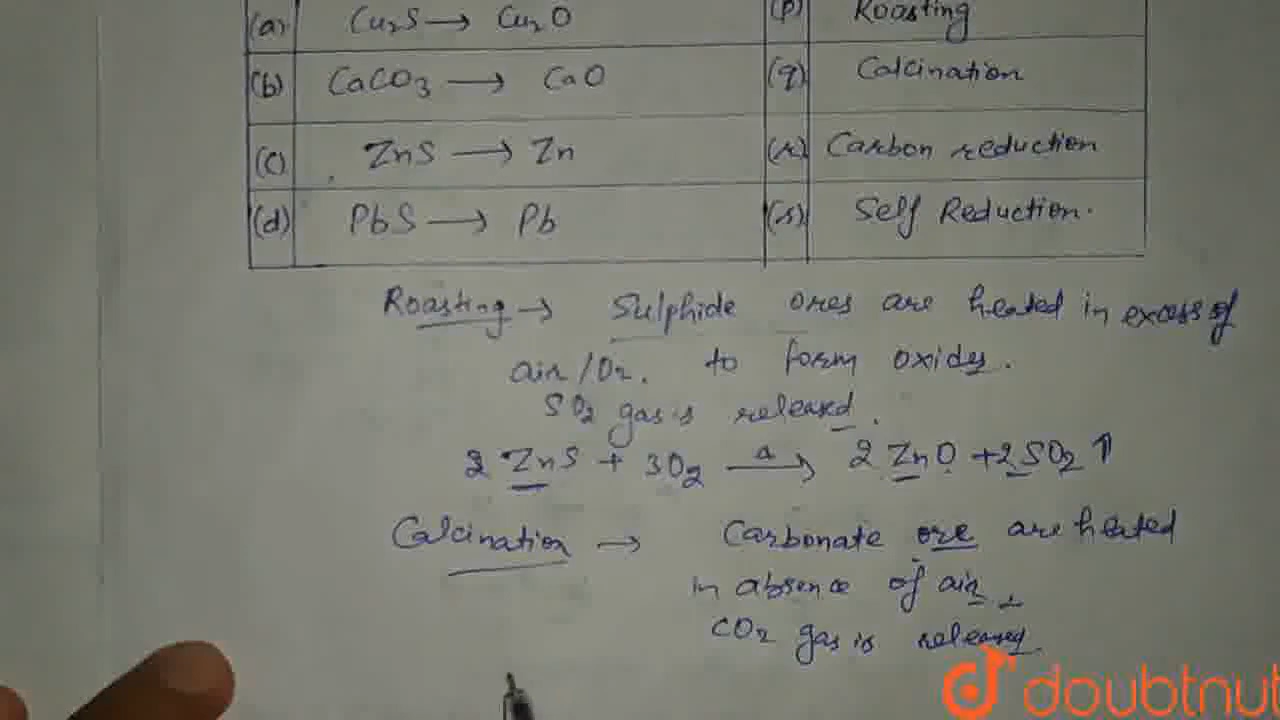 (a) Cu₂S → Cu₂O (p) Roasting
(b) CaCO₃ → CaO (q) Calcination
(c) ZnS → Zn (r) Carbon reduction
(d) PbS → Pb (s) Self Reduction.
Roasting → Sulphide ores are heated in excess of
air/O₂. to form oxides.
SO₂ gas is released.
2 ZnS + 3O₂ →Δ 2 ZnO + 2SO₂ ↑
Calcination → Carbonate ore are heated
in absence of air
CO₂ gas is released.
doubtnut